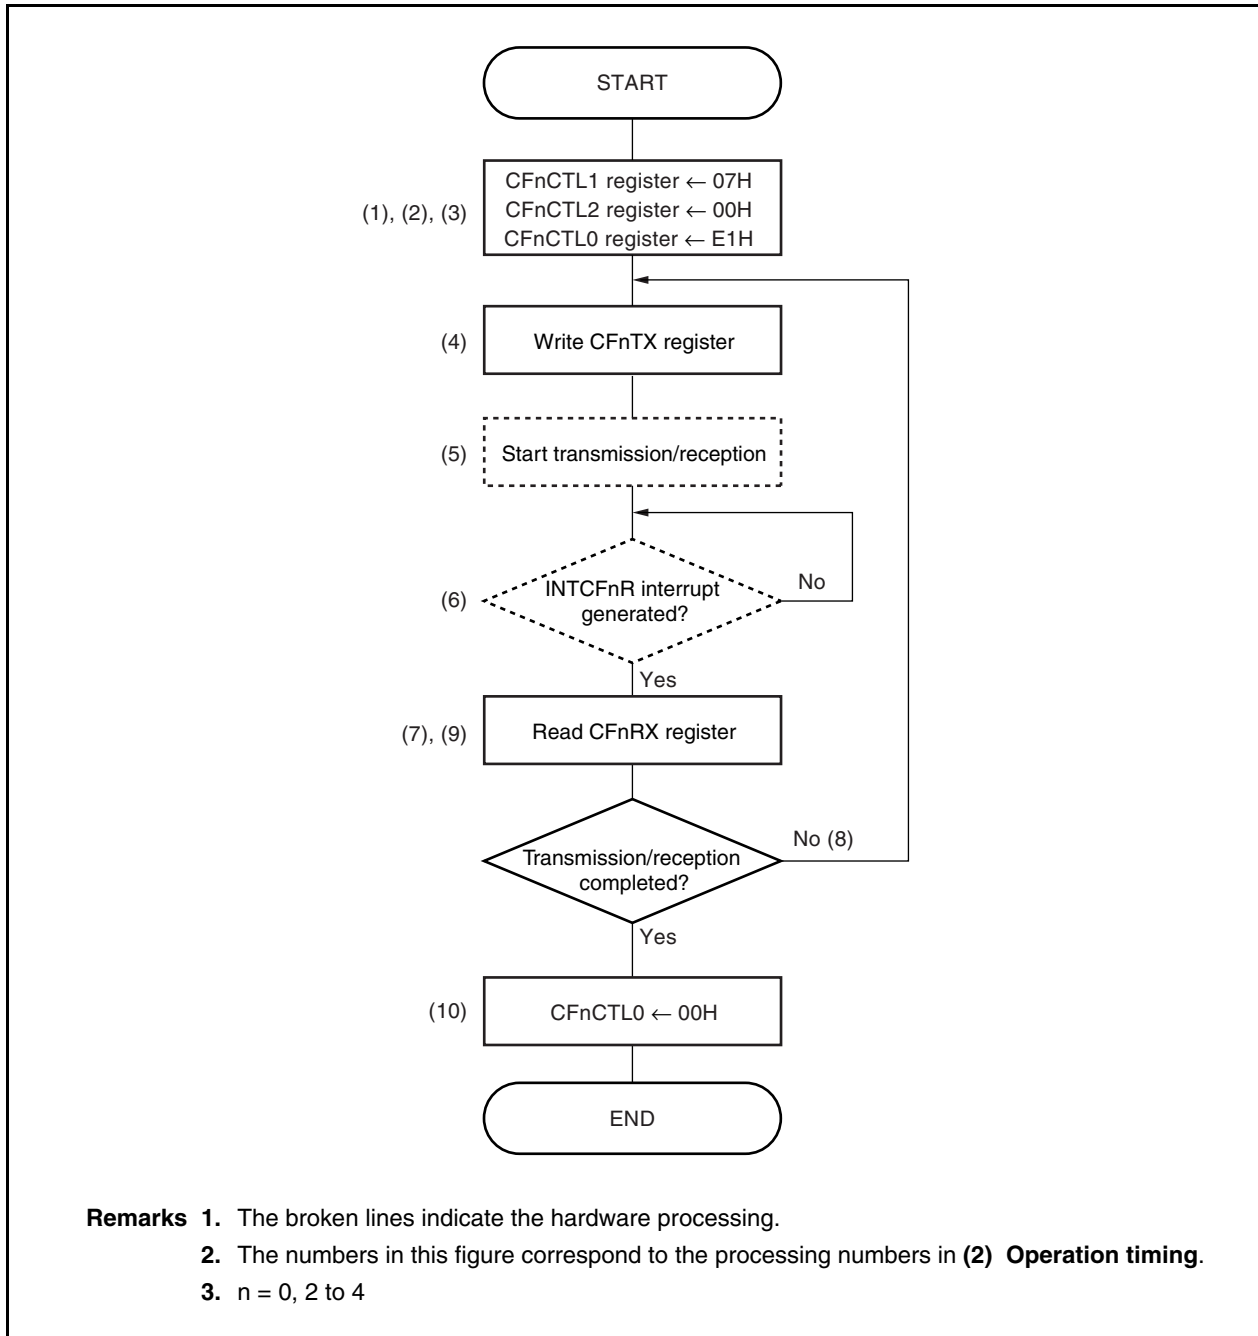 START
CFnCTL1 register ← 07H
(1), (2), (3)
CFnCTL2 register ← 00H
CFnCTL0 register ← E1H
(4)
Write CFnTX register
(5)
Start transmission/reception
INTCFnR interrupt
generated?
No
(6)
Yes
(7), (9)
Read CFnRX register
No (8)
Transmission/reception
completed?
Yes
(10)
CFnCTL0 ← 00H
END
Remarks 1. The broken lines indicate the hardware processing.
2. The numbers in this figure correspond to the processing numbers in (2) Operation timing.
3. n = 0, 2 to 4